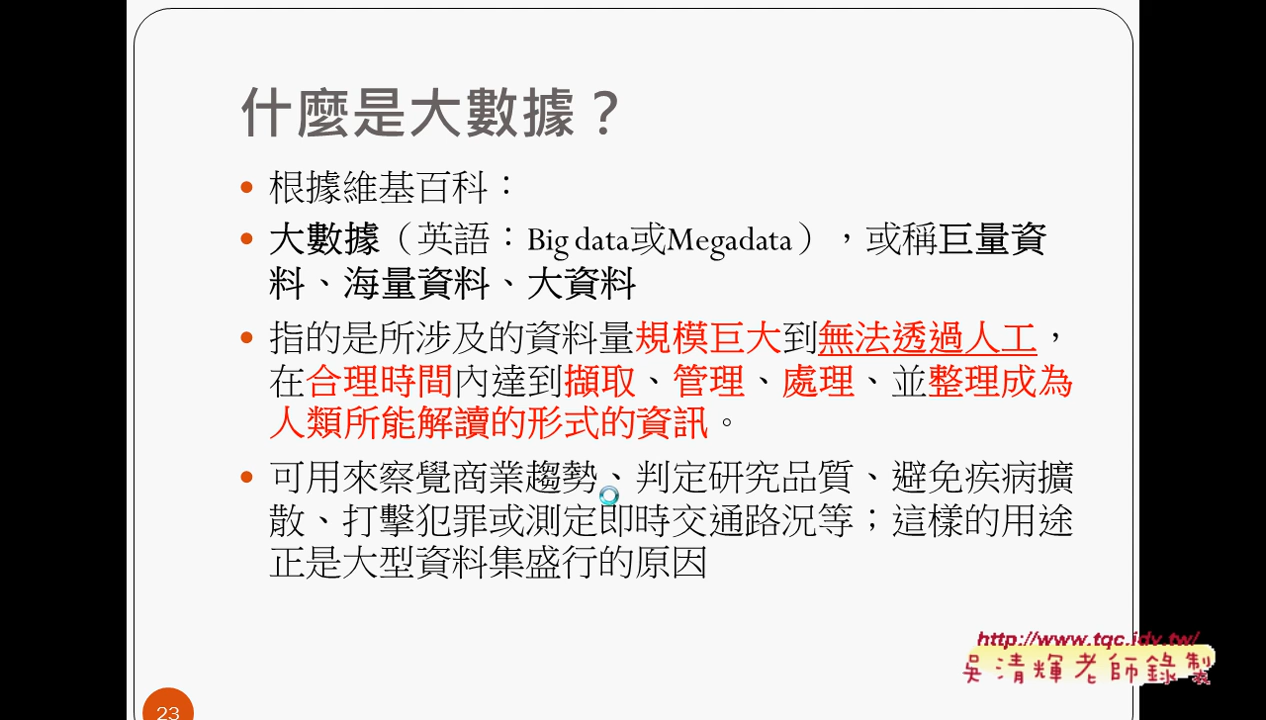 什麼是大數據？
根據維基百科：
大數據（英語：Big data或Megadata），或稱巨量資
料、海量資料、大資料
指的是所涉及的資料量規模巨大到無法透過人工，
在合理時間內達到擷取、管理、處理、並整理成為
人類所能解讀的形式的資訊。
可用來察覺商業趨勢、判定研究品質、避免疾病擴
散、打擊犯罪或測定即時交通路況等；這樣的用途
正是大型資料集盛行的原因
http://www.tqc.idv.tw/
吳清輝老師錄製
23